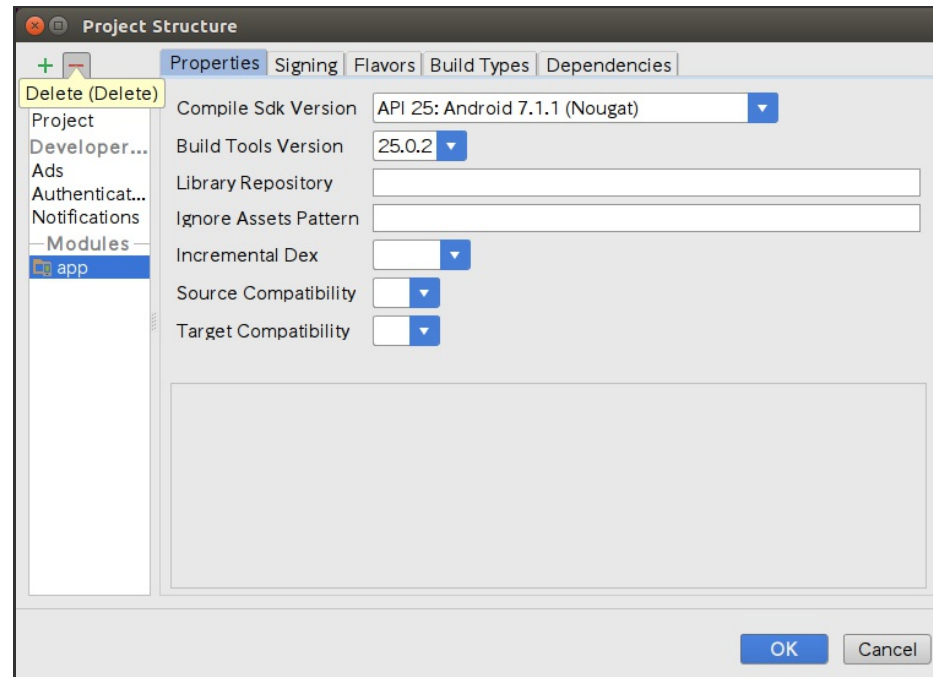 Project Structure
Delete (Delete)
Project
Developer...
Ads
Authenticat...
Notifications
Modules
app
Properties Signing Flavors Build Types Dependencies
Compile Sdk Version API 25: Android 7.1.1 (Nougat)
Build Tools Version 25.0.2
Library Repository
Ignore Assets Pattern
Incremental Dex
Source Compatibility
Target Compatibility
OK Cancel